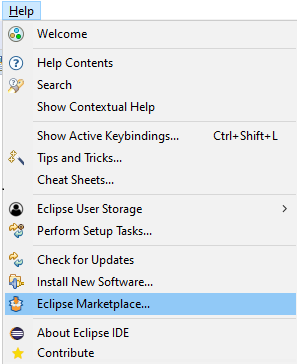 Help
Welcome
Help Contents
Search
Show Contextual Help
Show Active Keybindings... Ctrl+Shift+L
Tips and Tricks...
Cheat Sheets...
Eclipse User Storage
Perform Setup Tasks...
Check for Updates
Install New Software...
Eclipse Marketplace...
About Eclipse IDE
Contribute